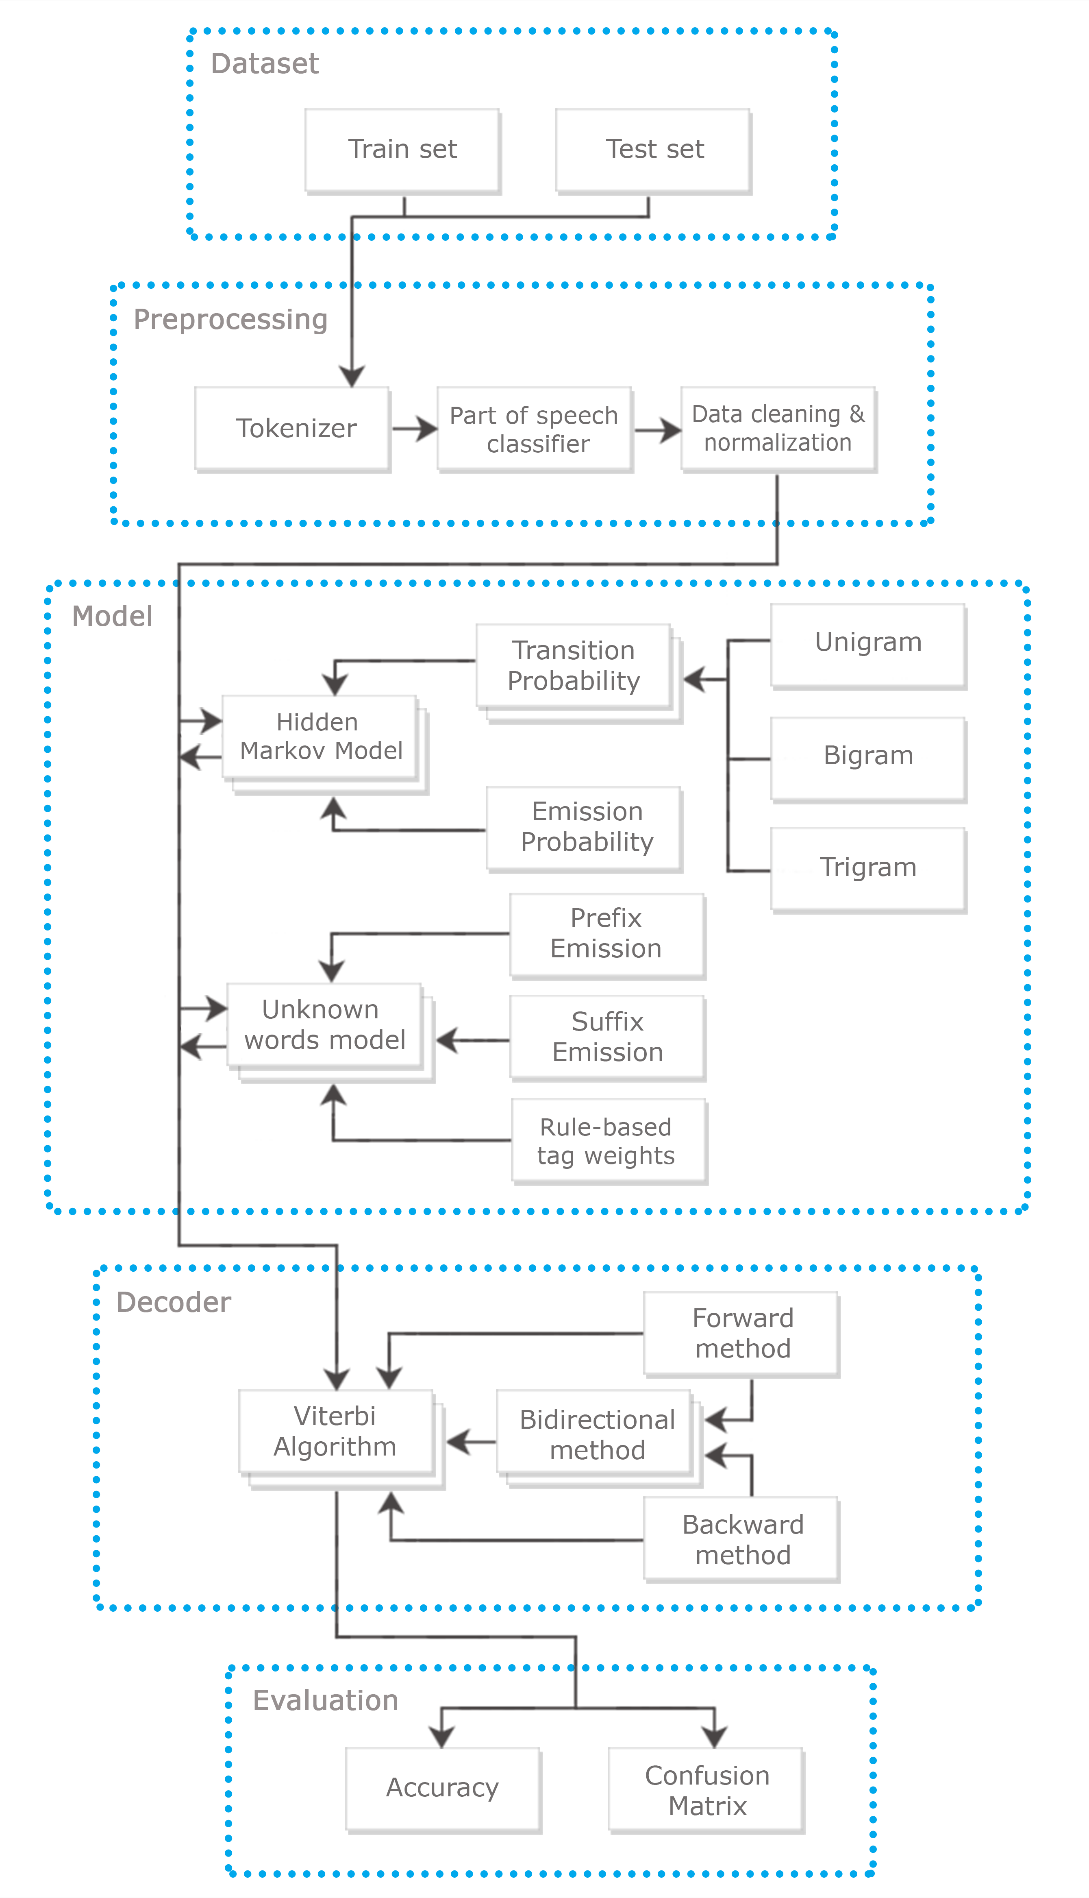 Dataset
Train set
Test set
Preprocessing
Tokenizer
Part of speech
classifier
Data cleaning &
normalization
Model
Transition
Probability
Unigram
Hidden
Markov Model
Bigram
Emission
Probability
Trigram
Prefix
Emission
Unknown
words model
Suffix
Emission
Rule-based
tag weights
Decoder
Forward
method
Viterbi
Algorithm
Bidirectional
method
Backward
method
Evaluation
Accuracy
Confusion
Matrix